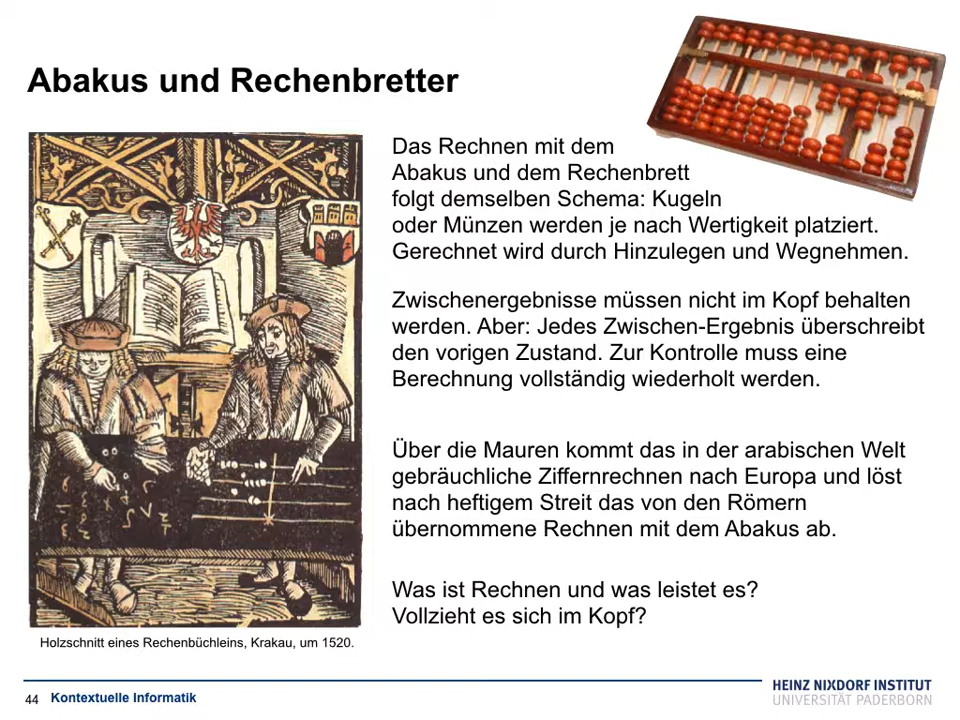 Abakus und Rechenbretter
Das Rechnen mit dem
Abakus und dem Rechenbrett
folgt demselben Schema: Kugeln
oder Münzen werden je nach Wertigkeit platziert.
Gerechnet wird durch Hinzulegen und Wegnehmen.
Zwischenergebnisse müssen nicht im Kopf behalten
werden. Aber: Jedes Zwischen-Ergebnis überschreibt
den vorigen Zustand. Zur Kontrolle muss eine
Berechnung vollständig wiederholt werden.
Über die Mauren kommt das in der arabischen Welt
gebräuchliche Ziffernrechnen nach Europa und löst
nach heftigem Streit das von den Römern
übernommene Rechnen mit dem Abakus ab.
Was ist Rechnen und was leistet es?
Vollzieht es sich im Kopf?
Holzschnitt eines Rechenbüchleins, Krakau, um 1520.
44 Kontextuelle Informatik
HEINZ NIXDORF INSTITUT
UNIVERSITÄT PADERBORN